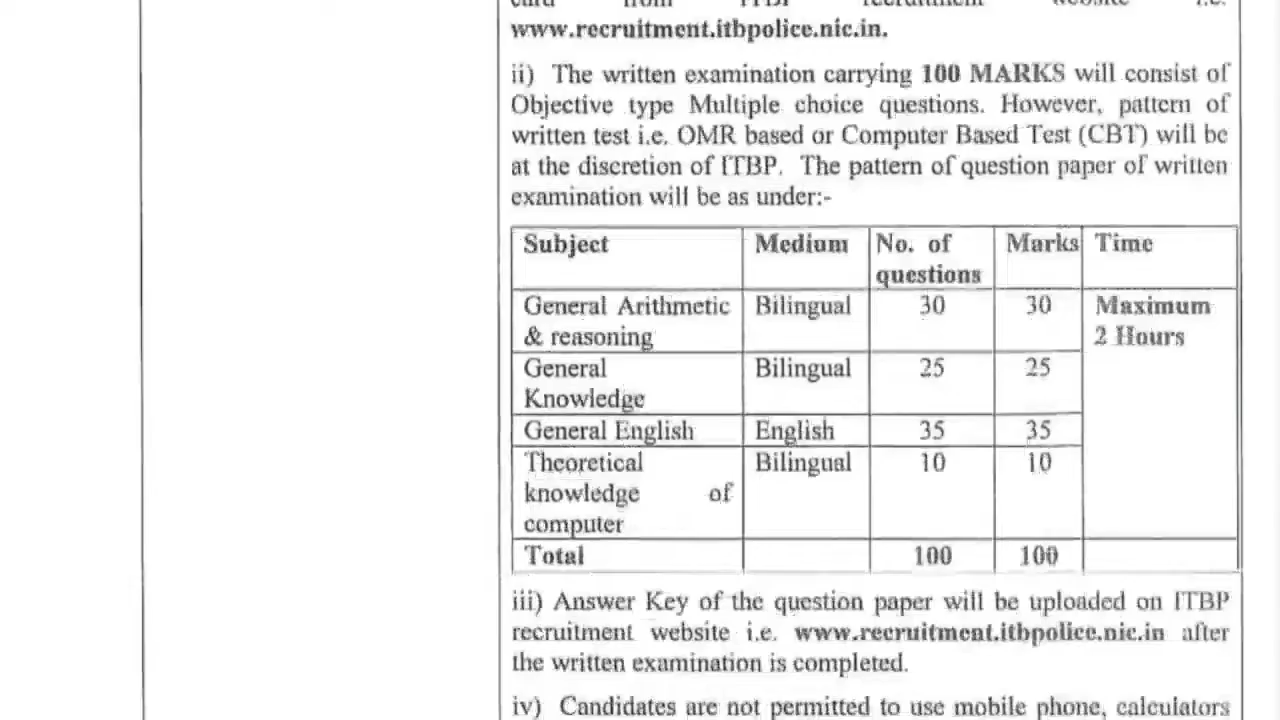 card from ITBP recruitment website i.e.
www.recruitment.itbpolice.nic.in.
ii) The written examination carrying 100 MARKS will consist of
Objective type Multiple choice questions. However, pattern of
written test i.e. OMR based or Computer Based Test (CBT) will be
at the discretion of ITBP. The pattern of question paper of written
examination will be as under:-
Subject Medium No. of questions Marks Time
General Arithmetic & reasoning Bilingual 30 30 Maximum 2 Hours
General Knowledge Bilingual 25 25
General English English 35 35
Theoretical knowledge of computer Bilingual 10 10
Total 100 100
iii) Answer Key of the question paper will be uploaded on ITBP
recruitment website i.e. www.recruitment.itbpolice.nic.in after
the written examination is completed.
iv) Candidates are not permitted to use mobile phone, calculators